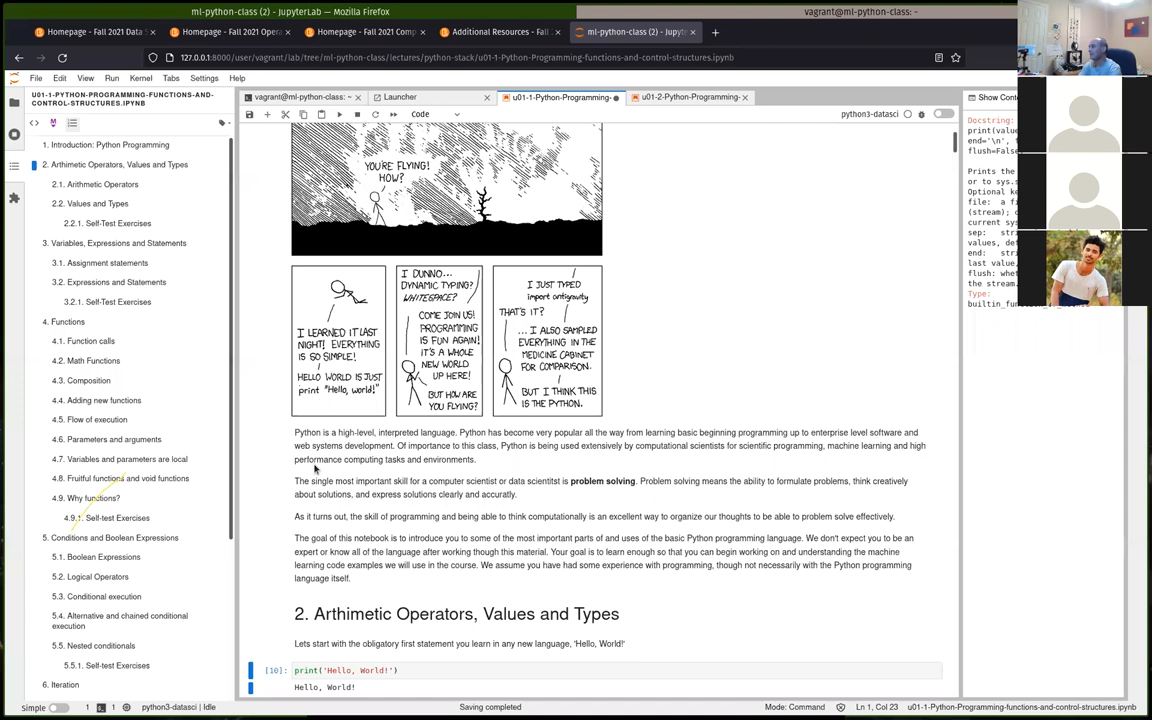 ml-python-class (2) - JupyterLab — Mozilla Firefox
vagrant@ml-python-class: ~
Homepage - Fall 2021 Data S
Homepage - Fall 2021 Opera
Homepage - Fall 2021 Comp
Additional Resources - Fall
ml-python-class (2) - Jupyte
127.0.0.1:8000/user/vagrant/lab/tree/ml-python-class/lectures/python-stack/u01-1-Python-Programming-functions-and-control-structures.ipynb
File Edit View Run Kernel Tabs Settings Help
U01-1-PYTHON-PROGRAMMING-FUNCTIONS-AND-
CONTROL-STRUCTURES.IPYNB
1. Introduction: Python Programming
2. Arthimetic Operators, Values and Types
2.1. Arithmetic Operators
2.2. Values and Types
2.2.1. Self-Test Exercises
3. Variables, Expressions and Statements
3.1. Assignment statements
3.2. Expressions and Statements
3.2.1. Self-Test Exercises
4. Functions
4.1. Function calls
4.2. Math Functions
4.3. Composition
4.4. Adding new functions
4.5. Flow of execution
4.6. Parameters and arguments
4.7. Variables and parameters are local
4.8. Fruitful functions and void functions
4.9. Why functions?
4.9.1. Self-test Exercises
5. Conditions and Boolean Expressions
5.1. Boolean Expressions
5.2. Logical Operators
5.3. Conditional execution
5.4. Alternative and chained conditional
execution
5.5. Nested conditionals
5.5.1. Self-test Exercises
6. Iteration
vagrant@ml-python-class: ~
Launcher
u01-1-Python-Programming-
u01-2-Python-Programming-
Code
python3-datasci
YOU'RE FLYING!
HOW?
I LEARNED IT LAST
NIGHT! EVERYTHING
IS SO SIMPLE!
HELLO WORLD IS JUST
print "Hello, world!"
I DUNNO...
DYNAMIC TYPING?
WHITESPACE?
COME JOIN US!
PROGRAMMING
IS FUN AGAIN!
IT'S A WHOLE
NEW WORLD
UP HERE!
BUT HOW ARE
YOU FLYING?
I JUST TYPED
import antigravity
THAT'S IT?
... I ALSO SAMPLED
EVERYTHING IN THE
MEDICINE CABINET
FOR COMPARISON.
BUT I THINK THIS
IS THE PYTHON.
Python is a high-level, interpreted language. Python has become very popular all the way from learning basic beginning programming up to enterprise level software and
web systems development. Of importance to this class, Python is being used extensively by computational scientists for scientific programming, machine learning and high
performance computing tasks and environments.
The single most important skill for a computer scientist or data scientitst is problem solving. Problem solving means the ability to formulate problems, think creatively
about solutions, and express solutions clearly and accurately.
As it turns out, the skill of programming and being able to think computationally is an excellent way to organize our thoughts to be able to problem solve effectively.
The goal of this notebook is to introduce you to some of the most important parts of and uses of the basic Python programming language. We don't expect you to be an
expert or know all of the language after working though this material. Your goal is to learn enough so that you can begin working on and understanding the machine
learning code examples we will use in the course. We assume you have had some experience with programming, though not necessarily with the Python programming
language itself.
2. Arthimetic Operators, Values and Types
Lets start with the obligatory first statement you learn in any new language, 'Hello, World!'
[10]: print('Hello, World!')
Hello, World!
Show Cont
Docstring:
print(value
end='\n', f
flush=False
Prints the
or to sys.s
Optional ke
file: a fi
(stream); d
current sys
sep: stri
values, def
end: stri
last value,
flush: whet
the stream.
Type:
Simple
1
1
python3-datasci | Idle
Saving completed
Mode: Command
Ln 1, Col 23
u01-1-Python-Programming-functions-and-control-structures.ipynb